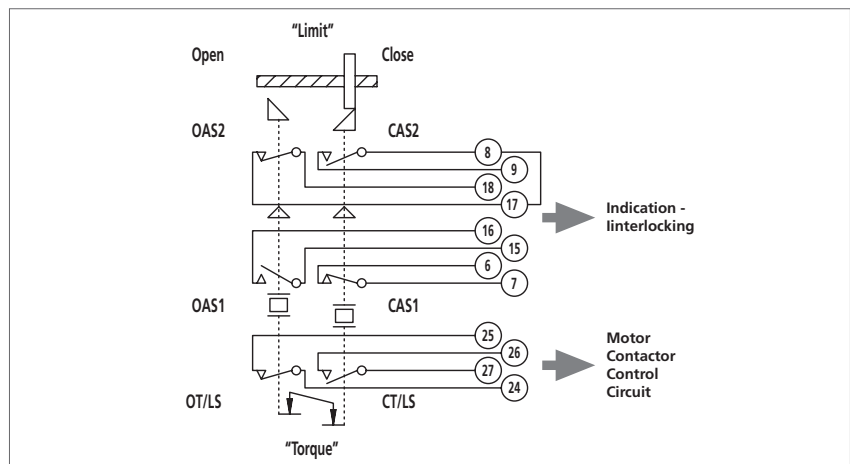 "Limit"
Open
Close
OAS2
CAS2
8
9
18
17
Indication -
Iinterlocking
16
15
6
7
OAS1
CAS1
25
26
27
24
Motor
Contactor
Control
Circuit
OT/LS
CT/LS
"Torque"